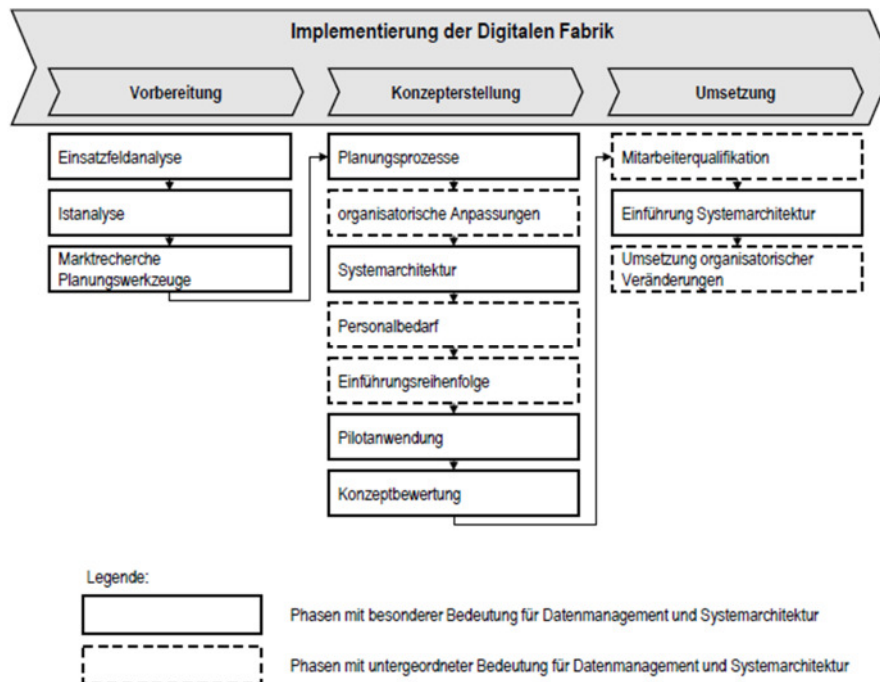 Implementierung der Digitalen Fabrik
Vorbereitung
Konzepterstellung
Umsetzung
Einsatzfeldanalyse
Istanalyse
Marktrecherche
Planungswerkzeuge
Planungsprozesse
organisatorische Anpassungen
Systemarchitektur
Personalbedarf
Einführungsreihenfolge
Pilotanwendung
Konzeptbewertung
Mitarbeiterqualifikation
Einführung Systemarchitektur
Umsetzung organisatorischer
Veränderungen
Legende:
Phasen mit besonderer Bedeutung für Datenmanagement und Systemarchitektur
Phasen mit untergeordneter Bedeutung für Datenmanagement und Systemarchitektur